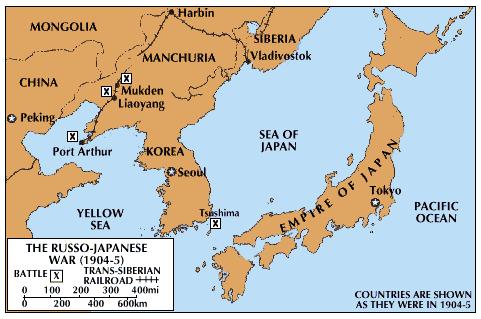 MONGOLIA
Harbin
SIBERIA
Vladivostok
MANCHURIA
CHINA
X
X
Mukden
Liaoyang
Peking
X
Port Arthur
KOREA
Seoul
SEA OF
JAPAN
EMPIRE OF JAPAN
Tokyo
PACIFIC
OCEAN
YELLOW
SEA
Tsushima
X
THE RUSSO-JAPANESE
WAR (1904-5)
BATTLE X
TRANS-SIBERIAN
RAILROAD
0 100 200 300 400mi
0 200 400 600km
COUNTRIES ARE SHOWN
AS THEY WERE IN 1904-5